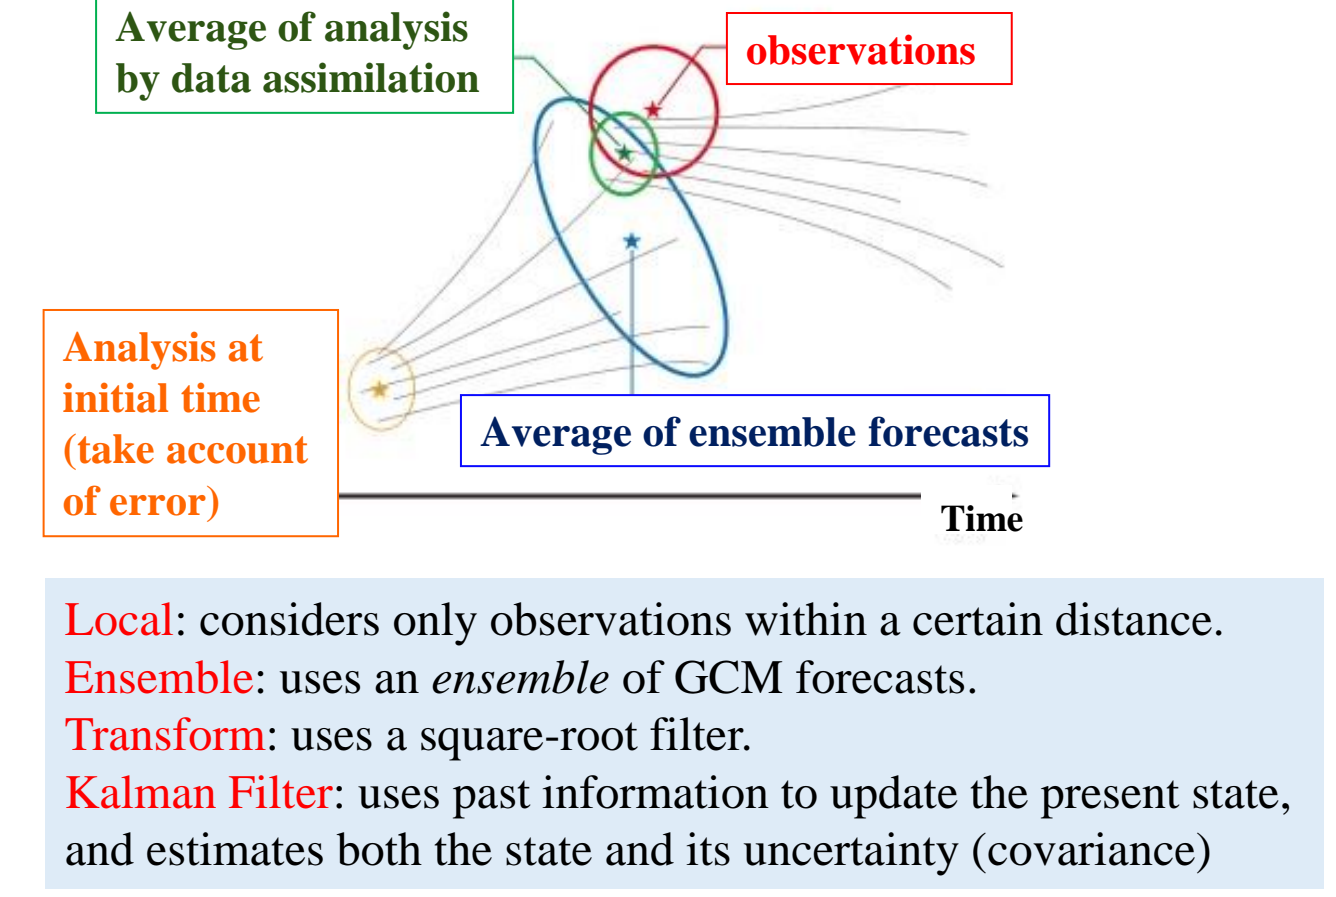 Average of analysis
by data assimilation
observations
Analysis at
initial time
(take account
of error)
Average of ensemble forecasts
Time
Local: considers only observations within a certain distance.
Ensemble: uses an ensemble of GCM forecasts.
Transform: uses a square-root filter.
Kalman Filter: uses past information to update the present state,
and estimates both the state and its uncertainty (covariance)